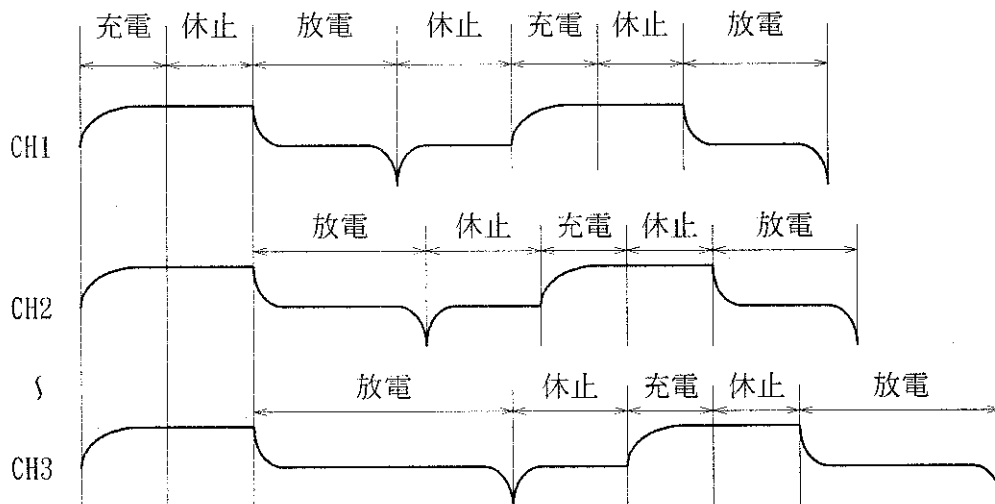 充電 休止 放電 休止 充電 休止 放電
CH1
放電 休止 充電 休止 放電
CH2
∫
放電 休止 充電 休止 放電
CH3